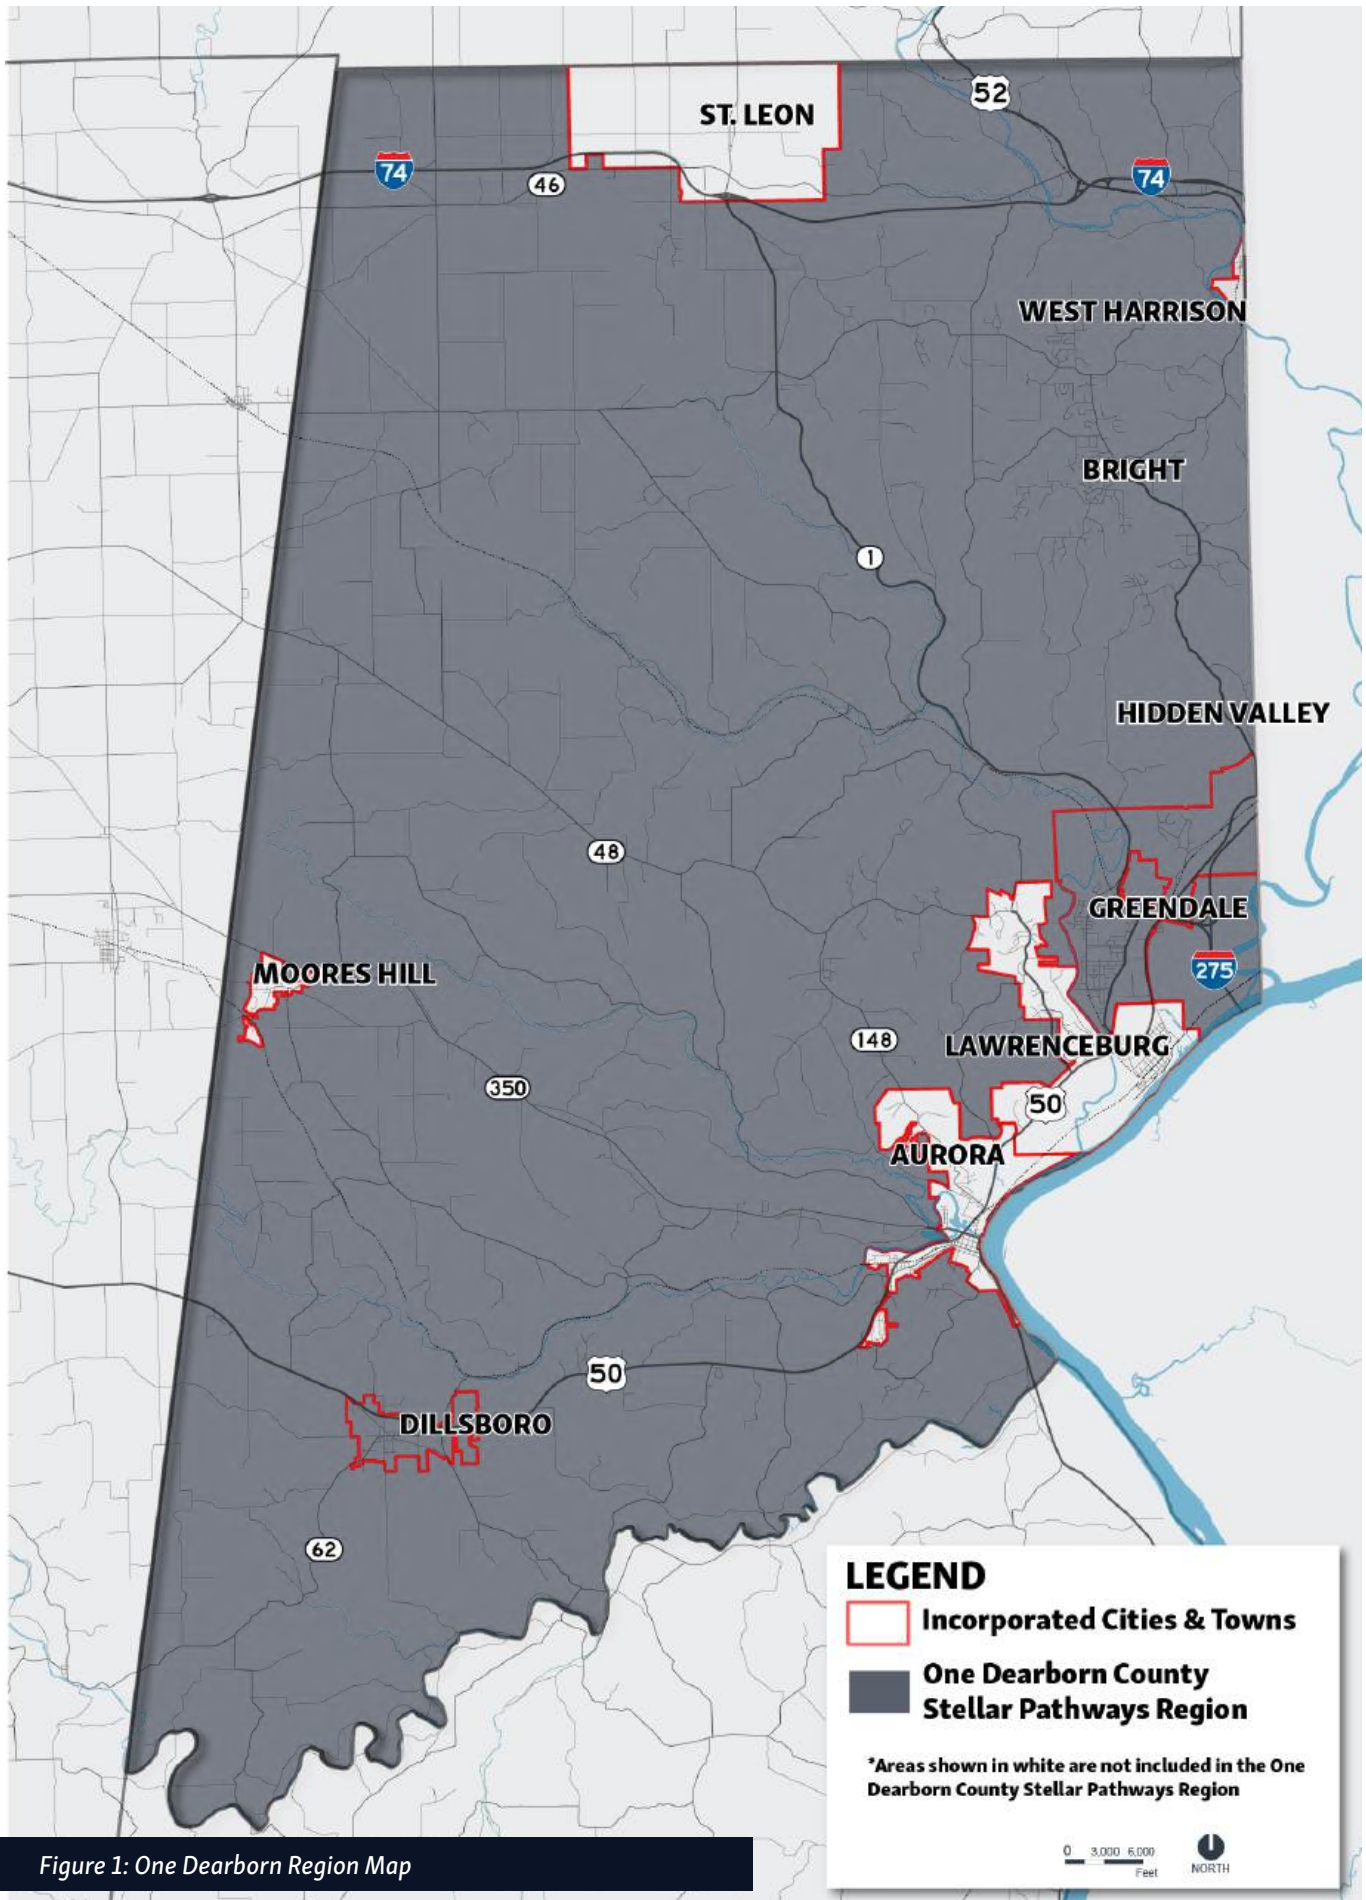 52
ST. LEON
74
46
74
WEST HARRISON
BRIGHT
1
HIDDEN VALLEY
48
GREENDALE
275
MOORES HILL
148
LAWRENCEBURG
350
50
AURORA
50
DILLSBORO
62
LEGEND
Incorporated Cities & Towns
One Dearborn County
Stellar Pathways Region
*Areas shown in white are not included in the One
Dearborn County Stellar Pathways Region
0 3,000 6,000
Feet
NORTH
Figure 1: One Dearborn Region Map